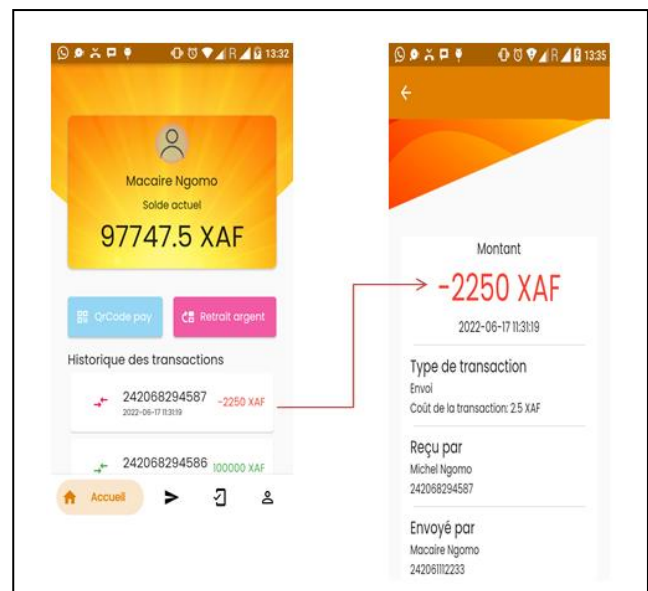 13:32
Macaire Ngomo
Solde actuel
97747.5 XAF
QrCode pay
Retrait argent
Historique des transactions
242068294587
-2250 XAF
2022-06-17 11:31:19
242068294586
100000 XAF
Accueil
13:35
Montant
-2250 XAF
2022-06-17 11:31:19
Type de transaction
Envoi
Coût de la transaction: 2.5 XAF
Reçu par
Michel Ngomo
242068294587
Envoyé par
Macaire Ngomo
242061112233